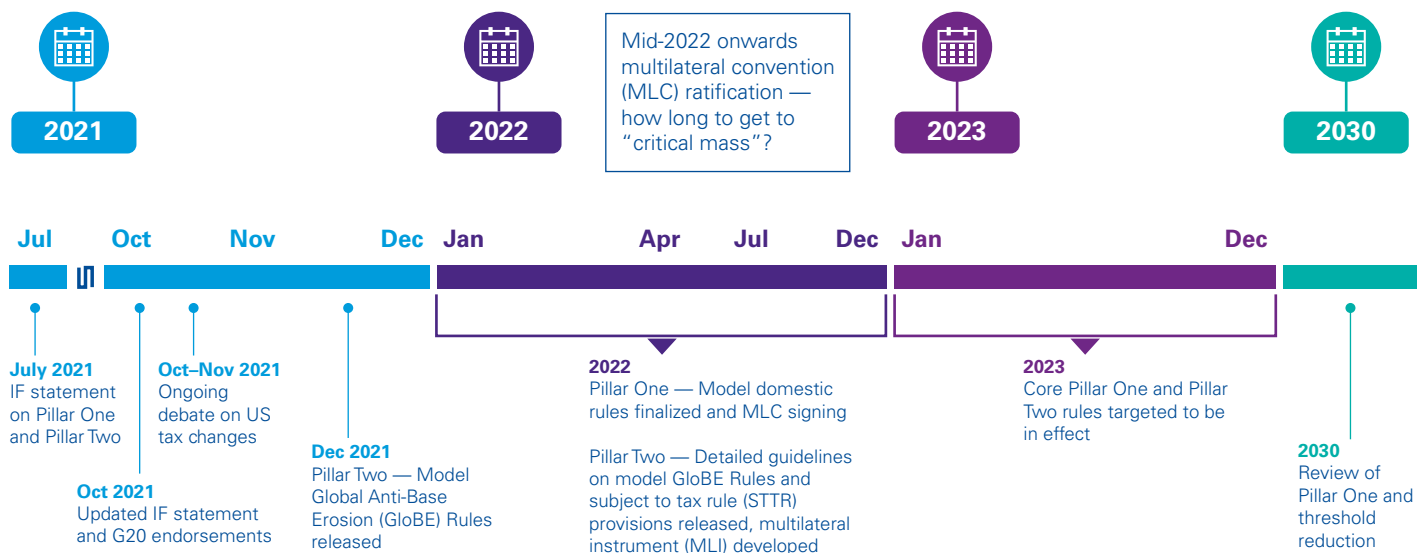 2021
2022
Mid-2022 onwards
multilateral convention
(MLC) ratification —
how long to get to
“critical mass”?
2023
2030
Jul
Oct
Nov
Dec
Jan
Apr
Jul
Dec
Jan
Dec
July 2021
IF statement
on Pillar One
and Pillar Two
Oct 2021
Updated IF statement
and G20 endorsements
Oct–Nov 2021
Ongoing
debate on US
tax changes
Dec 2021
Pillar Two — Model
Global Anti-Base
Erosion (GloBE) Rules
released
2022
Pillar One — Model domestic
rules finalized and MLC signing
Pillar Two — Detailed guidelines
on model GloBE Rules and
subject to tax rule (STTR)
provisions released, multilateral
instrument (MLI) developed
2023
Core Pillar One and Pillar
Two rules targeted to be
in effect
2030
Review of
Pillar One and
threshold
reduction